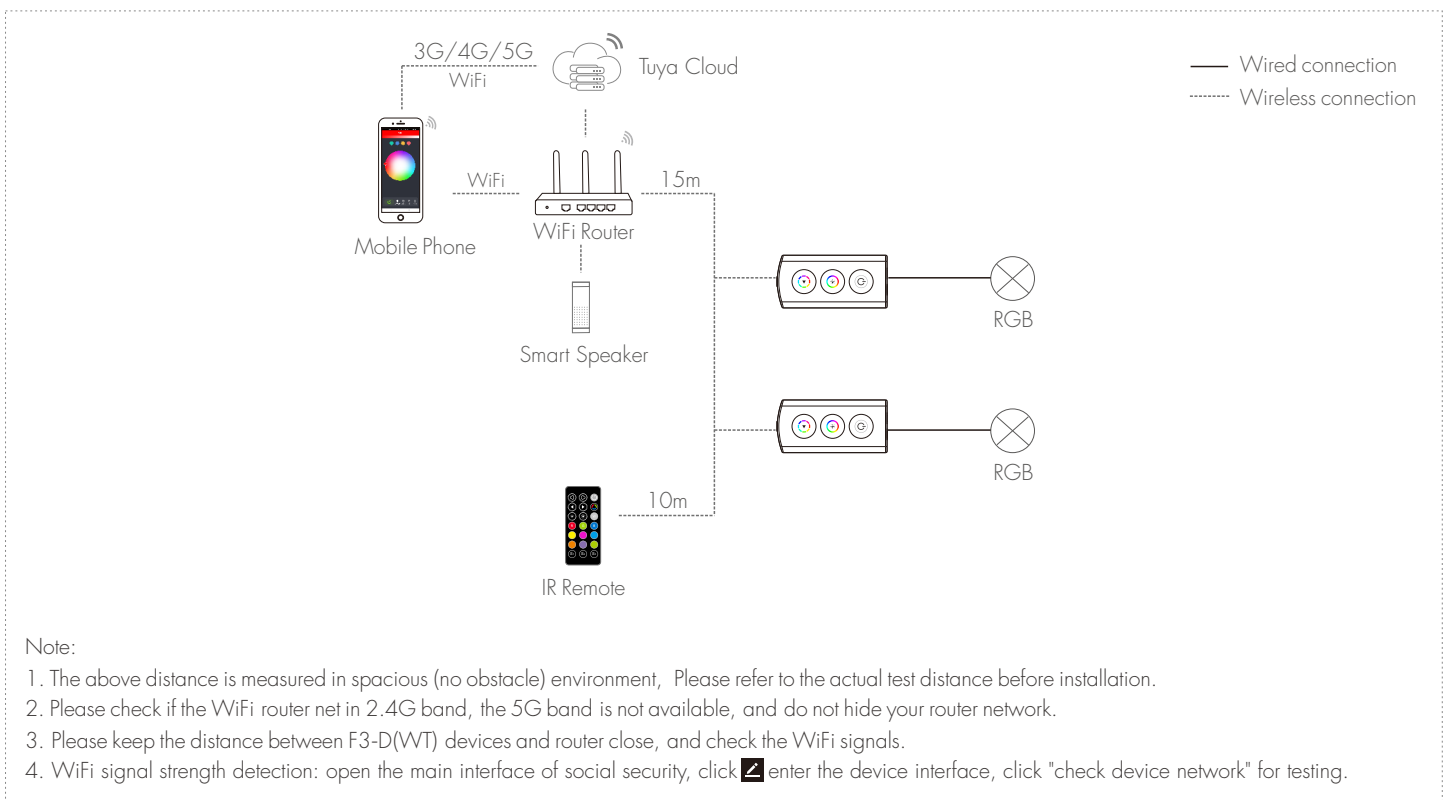 3G/4G/5G
WiFi
Tuya Cloud
Wired connection
Wireless connection
WiFi
15m
WiFi Router
Mobile Phone
RGB
Smart Speaker
RGB
10m
IR Remote
Note:
1. The above distance is measured in spacious (no obstacle) environment, Please refer to the actual test distance before installation.
2. Please check if the WiFi router net in 2.4G band, the 5G band is not available, and do not hide your router network.
3. Please keep the distance between F3-D(WT) devices and router close, and check the WiFi signals.
4. WiFi signal strength detection: open the main interface of social security, click enter the device interface, click "check device network" for testing.